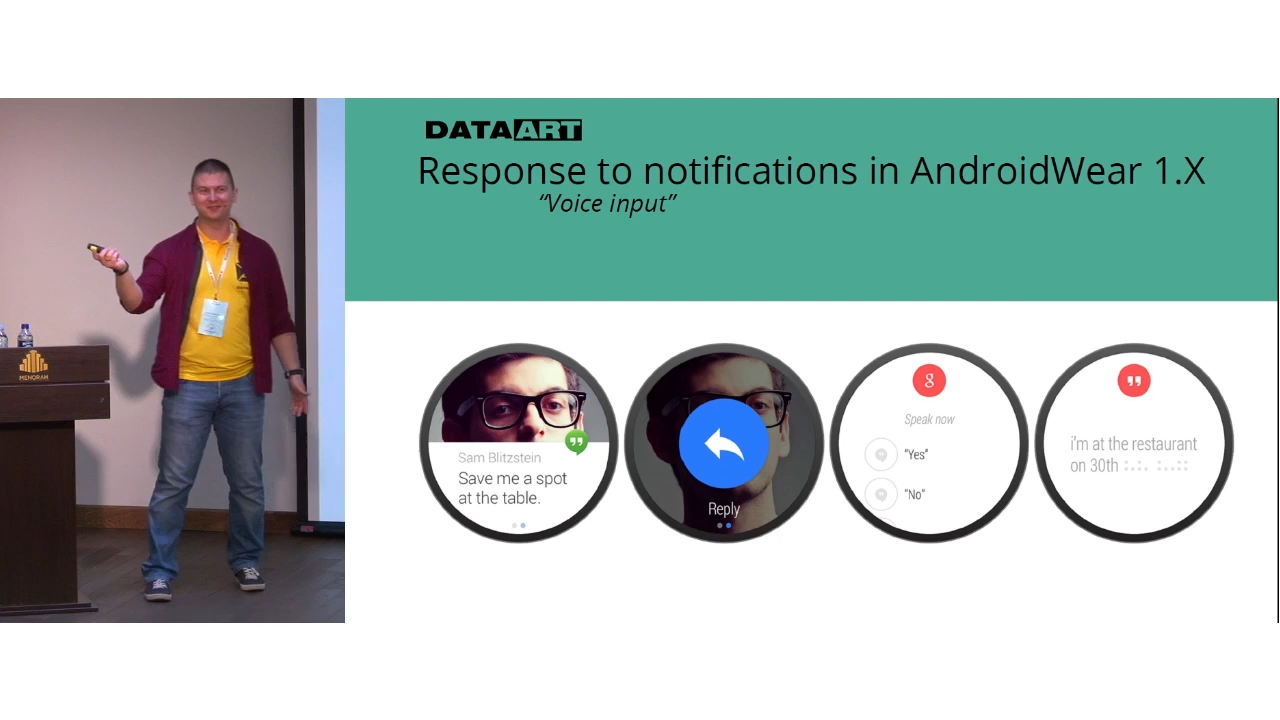 MENORAH
DATAART
Response to notifications in AndroidWear 1.X
“Voice input”
Sam Blitzstein
Save me a spot
at the table.
Reply
g
Speak now
“Yes”
“No”
i'm at the restaurant
on 30th